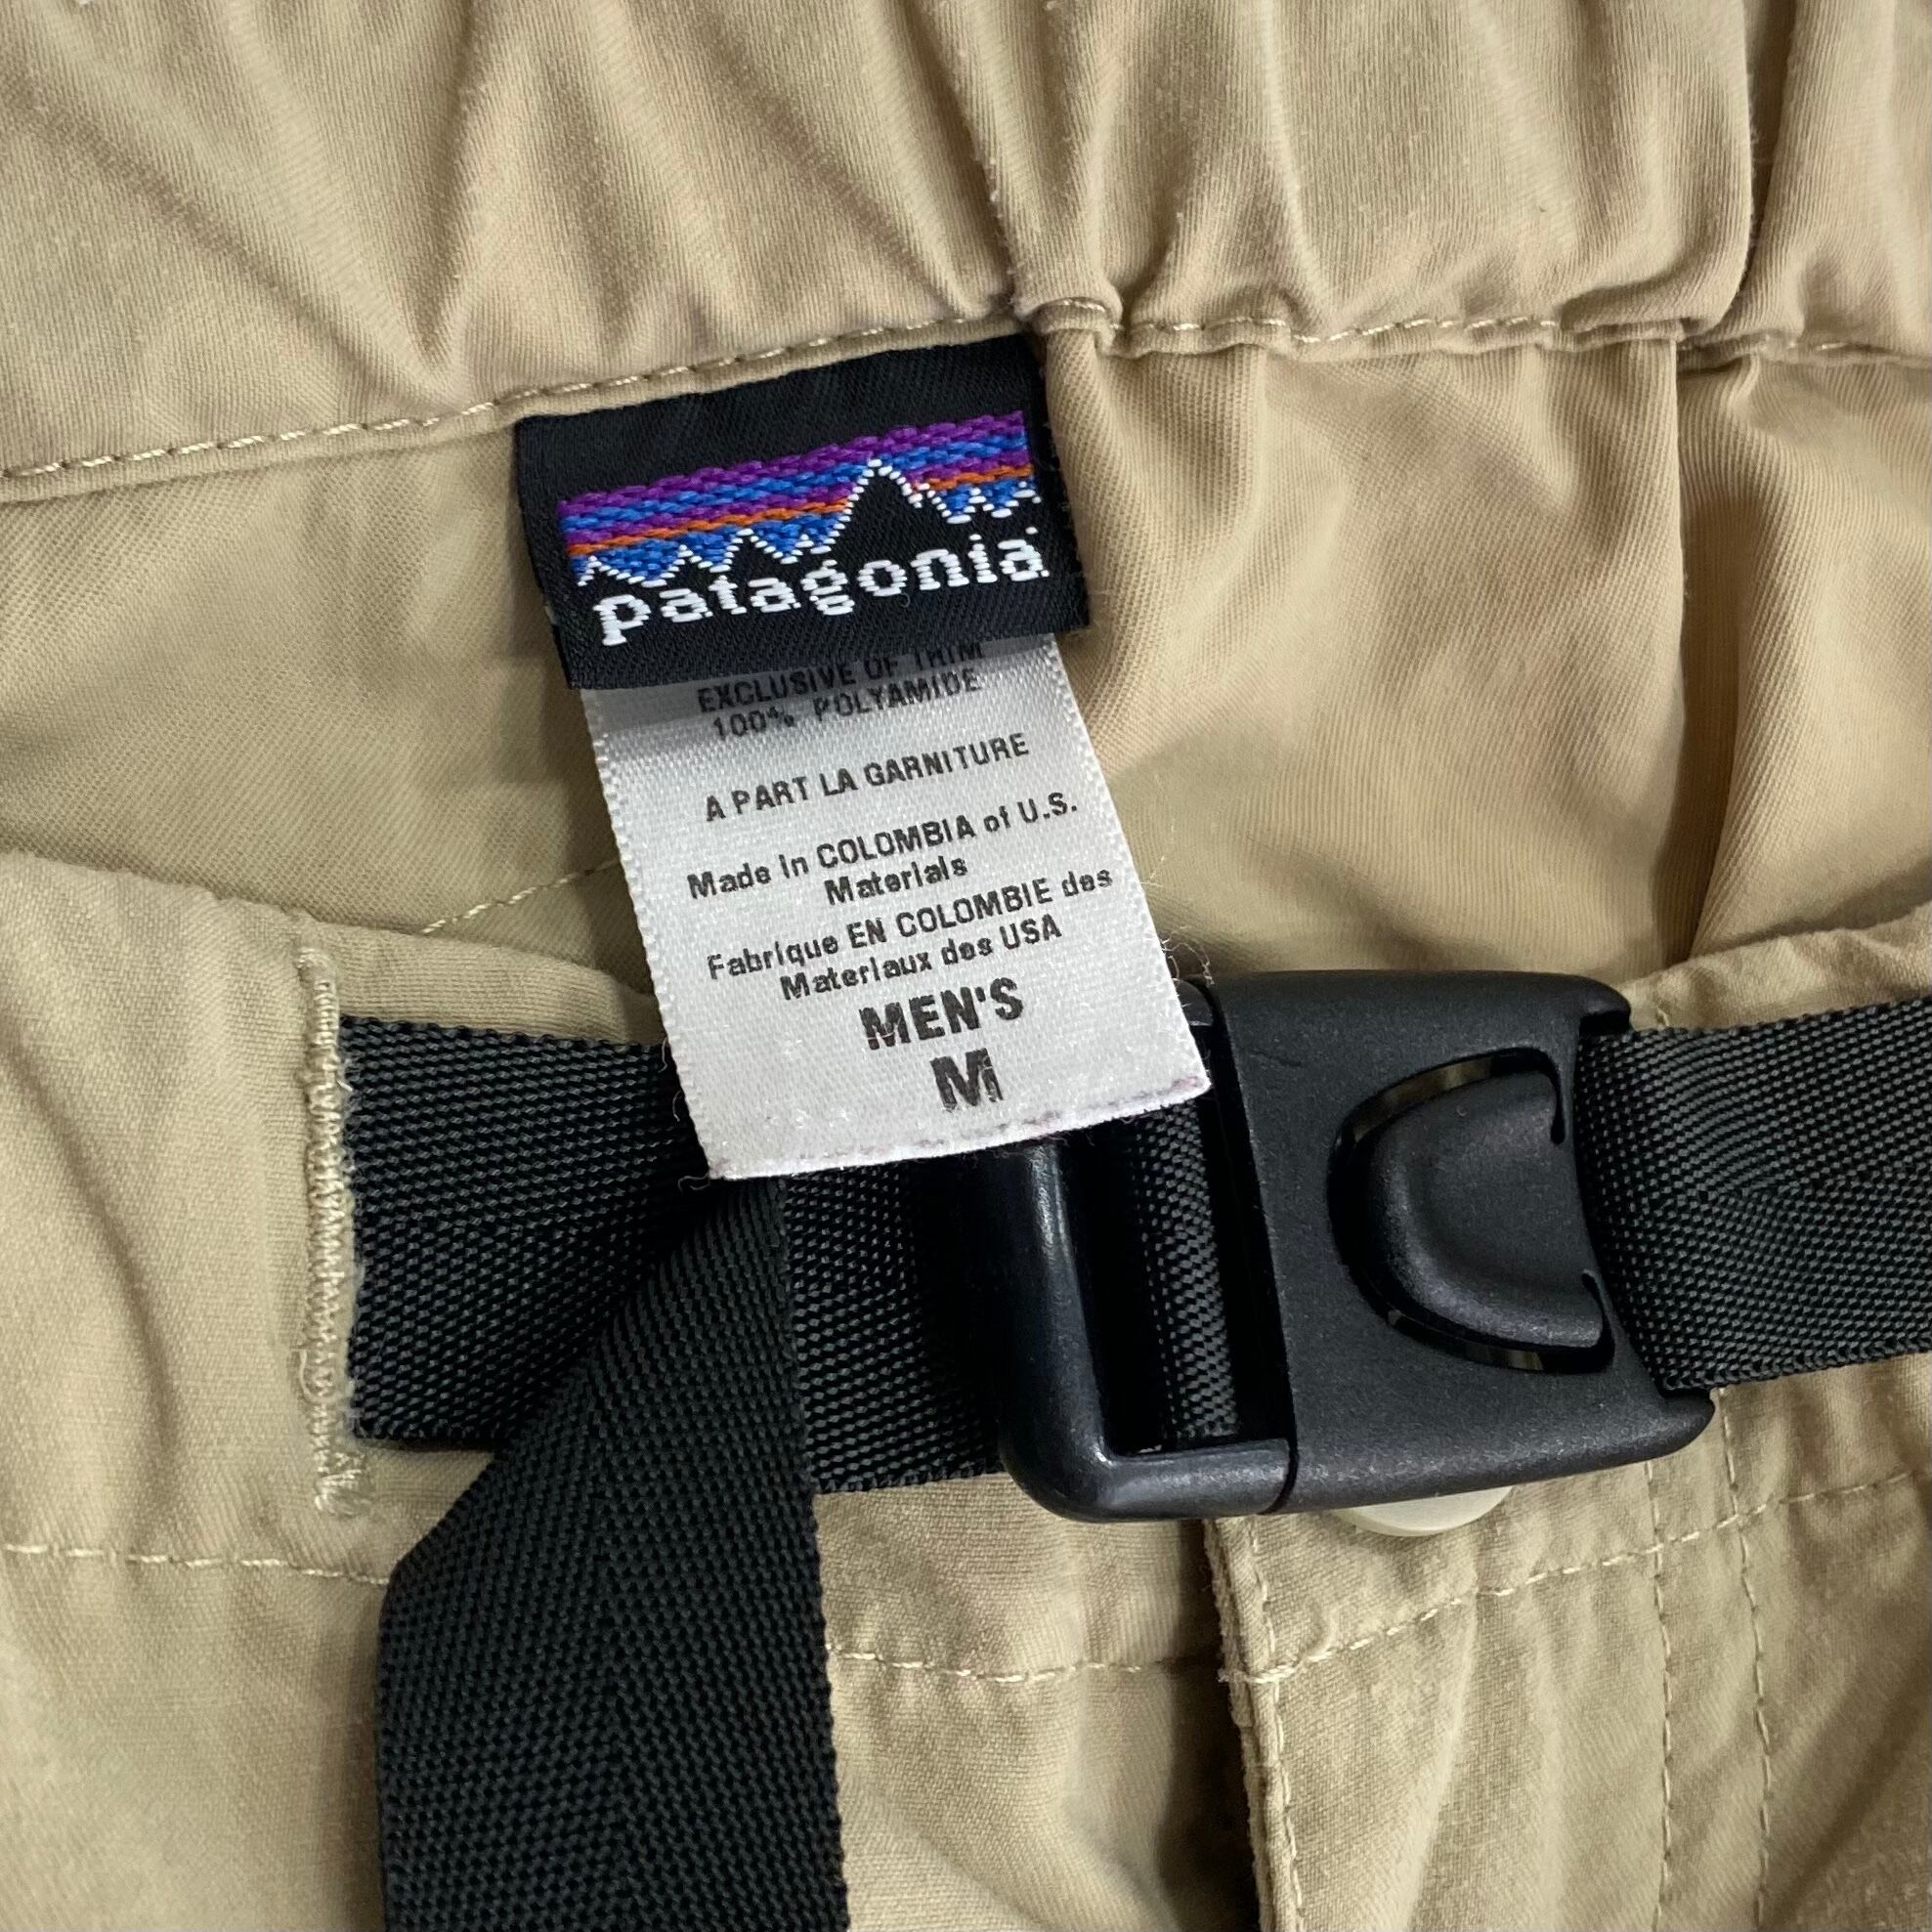 patagonia
EXCLUSIVE OF TRIM
100% POLYAMIDE
A PART LA GARNITURE
Made in COLOMBIA of U.S.
Materials
Fabrique EN COLOMBIE des
Materiaux des USA
MEN'S
M